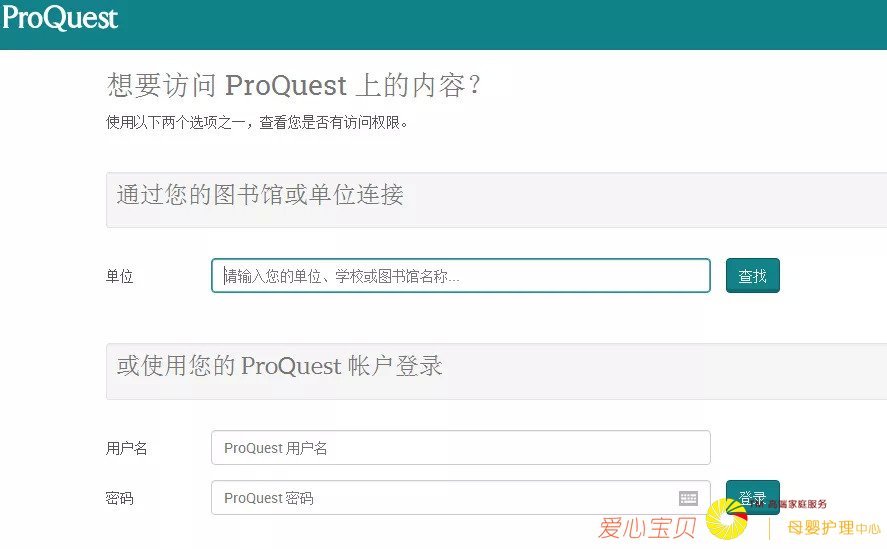 ProQuest
想要访问 ProQuest 上的内容?
使用以下两个选项之一，查看您是否有访问权限。
通过您的图书馆或单位连接
单位
请输入您的单位、学校或图书馆名称...
查找
或使用您的 ProQuest 帐户登录
用户名
ProQuest 用户名
密码
ProQuest 密码
登录
高端家庭服务
爱心宝贝
母婴护理中心